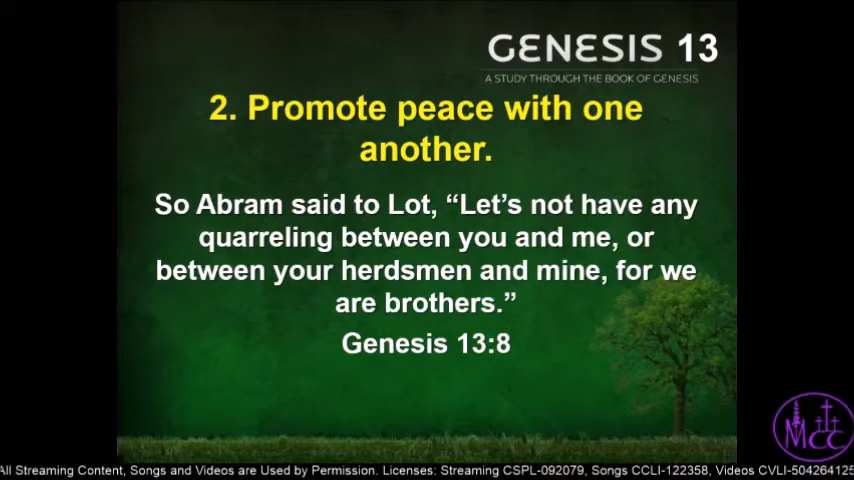 GENESIS 13
A STUDY THROUGH THE BOOK OF GENESIS
2. Promote peace with one
another.
So Abram said to Lot, “Let’s not have any
quarreling between you and me, or
between your herdsmen and mine, for we
are brothers.”
Genesis 13:8
MCC
All Streaming Content, Songs and Videos are Used by Permission. Licenses: Streaming CSPL-092079, Songs CCLI-122358, Videos CVLI-504264125